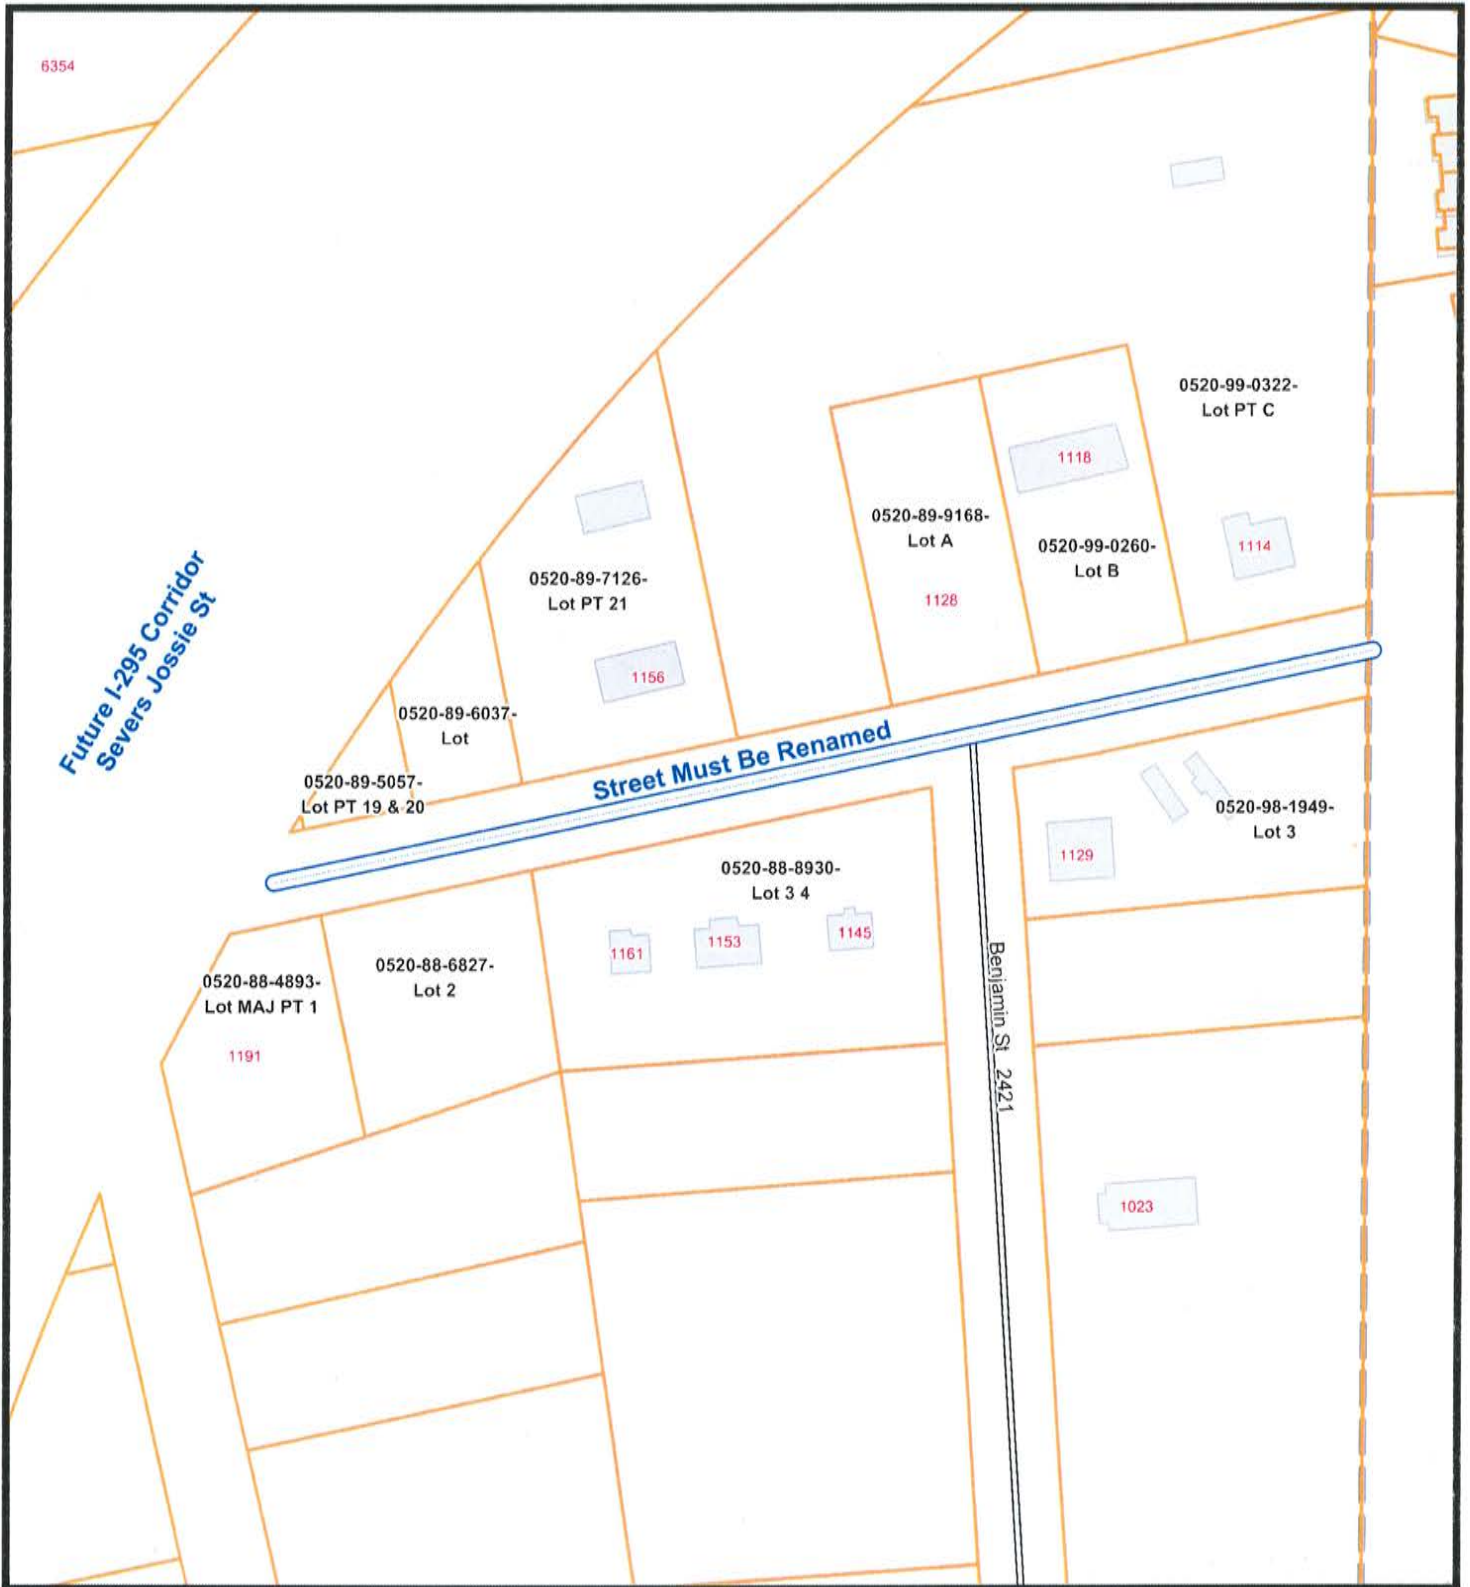 6354
0520-99-0322-
Lot PT C
1118
0520-89-9168-
Lot A
0520-99-0260-
Lot B
1114
0520-89-7126-
Lot PT 21
1128
Future I-295 Corridor
Severs Jossie St
1156
0520-89-6037-
Lot
0520-89-5057-
Lot PT 19 & 20
Street Must Be Renamed
0520-98-1949-
Lot 3
1129
0520-88-8930-
Lot 3 4
1161
1153
1145
0520-88-6827-
Lot 2
0520-88-4893-
Lot MAJ PT 1
1191
Benjamin St 2421
1023